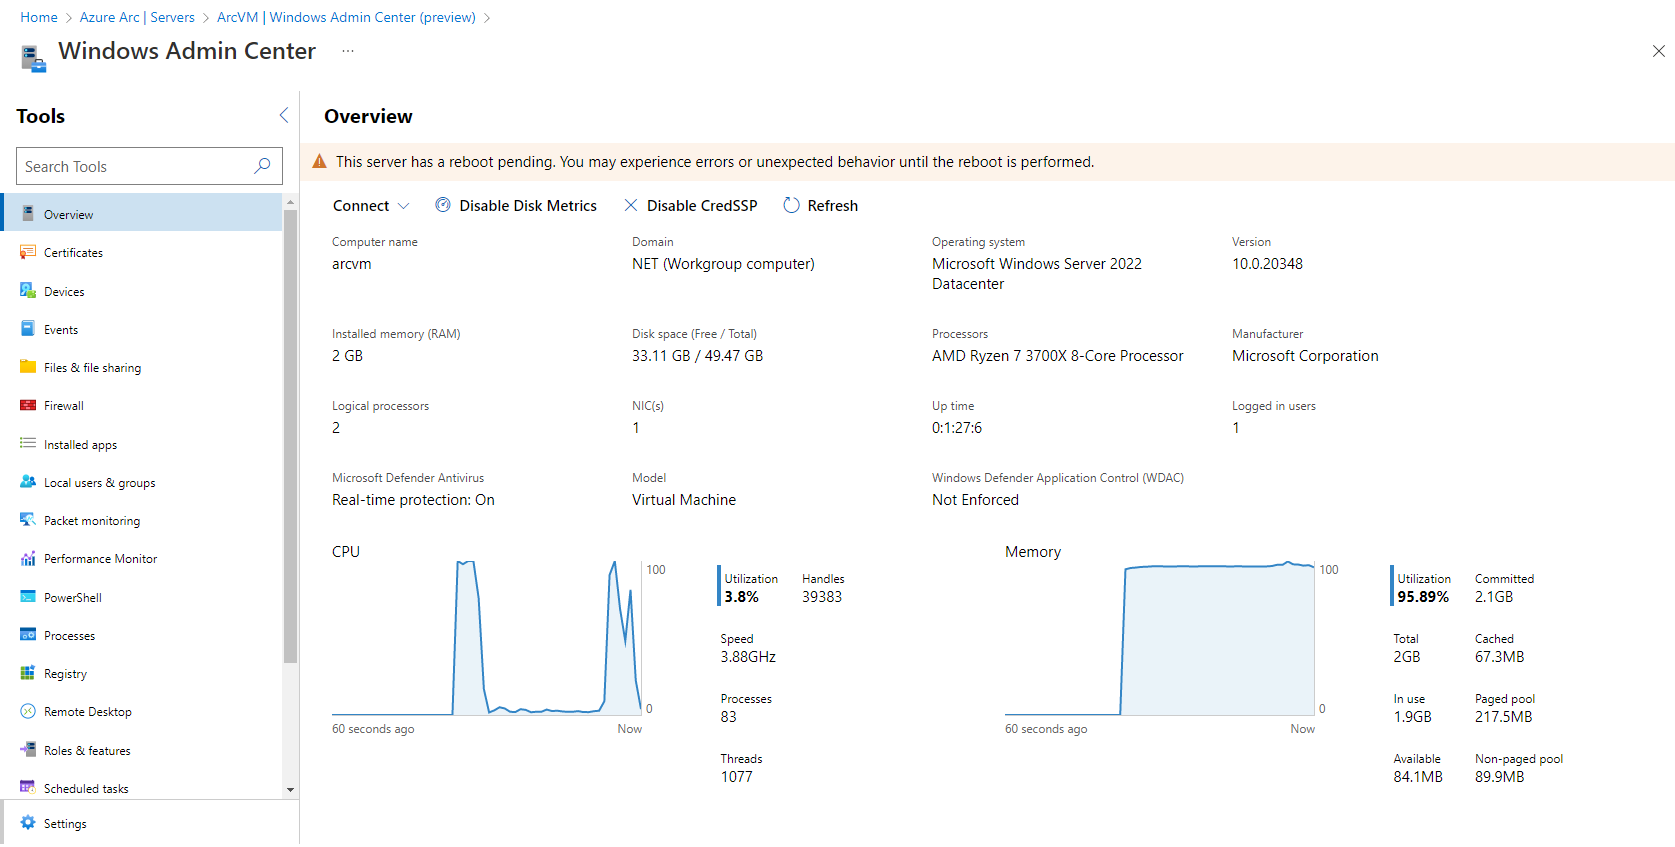 Home > Azure Arc | Servers > ArcVM | Windows Admin Center (preview) >
Windows Admin Center ...
Tools
Search Tools
Overview
Certificates
Devices
Events
Files & file sharing
Firewall
Installed apps
Local users & groups
Packet monitoring
Performance Monitor
PowerShell
Processes
Registry
Remote Desktop
Roles & features
Scheduled tasks
Settings
Overview
This server has a reboot pending. You may experience errors or unexpected behavior until the reboot is performed.
Connect Disable Disk Metrics Disable CredSSP Refresh
Computer name
arcvm
Domain
NET (Workgroup computer)
Operating system
Microsoft Windows Server 2022
Datacenter
Version
10.0.20348
Installed memory (RAM)
2 GB
Disk space (Free / Total)
33.11 GB / 49.47 GB
Processors
AMD Ryzen 7 3700X 8-Core Processor
Manufacturer
Microsoft Corporation
Logical processors
2
NIC(s)
1
Up time
0:1:27:6
Logged in users
1
Microsoft Defender Antivirus
Real-time protection: On
Model
Virtual Machine
Windows Defender Application Control (WDAC)
Not Enforced
CPU
100
0
60 seconds ago
Now
Utilization
3.8%
Handles
39383
Speed
3.88GHz
Processes
83
Threads
1077
Memory
100
0
60 seconds ago
Now
Utilization
95.89%
Committed
2.1GB
Total
2GB
Cached
67.3MB
In use
1.9GB
Paged pool
217.5MB
Available
84.1MB
Non-paged pool
89.9MB